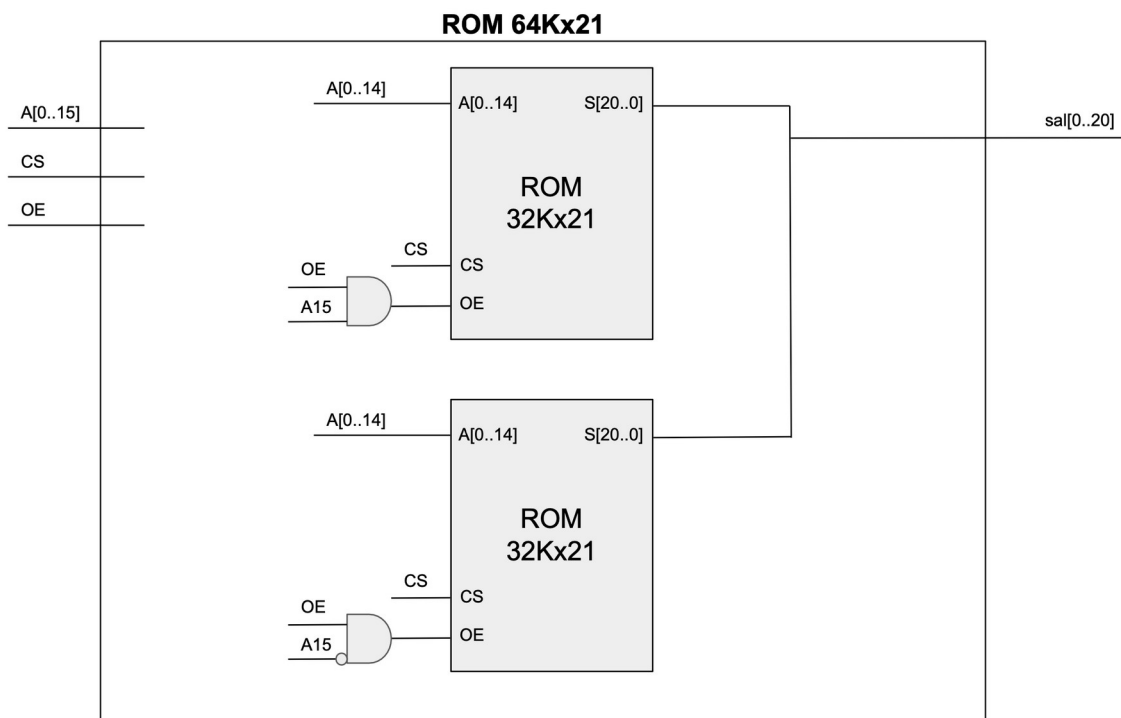 ROM 64Kx21
A[0..15]
CS
OE
A[0..14]
A[0..14]
S[20..0]
ROM
32Kx21
CS
CS
OE
A15
OE
sal[0..20]
A[0..14]
A[0..14]
S[20..0]
ROM
32Kx21
CS
CS
OE
A15
OE